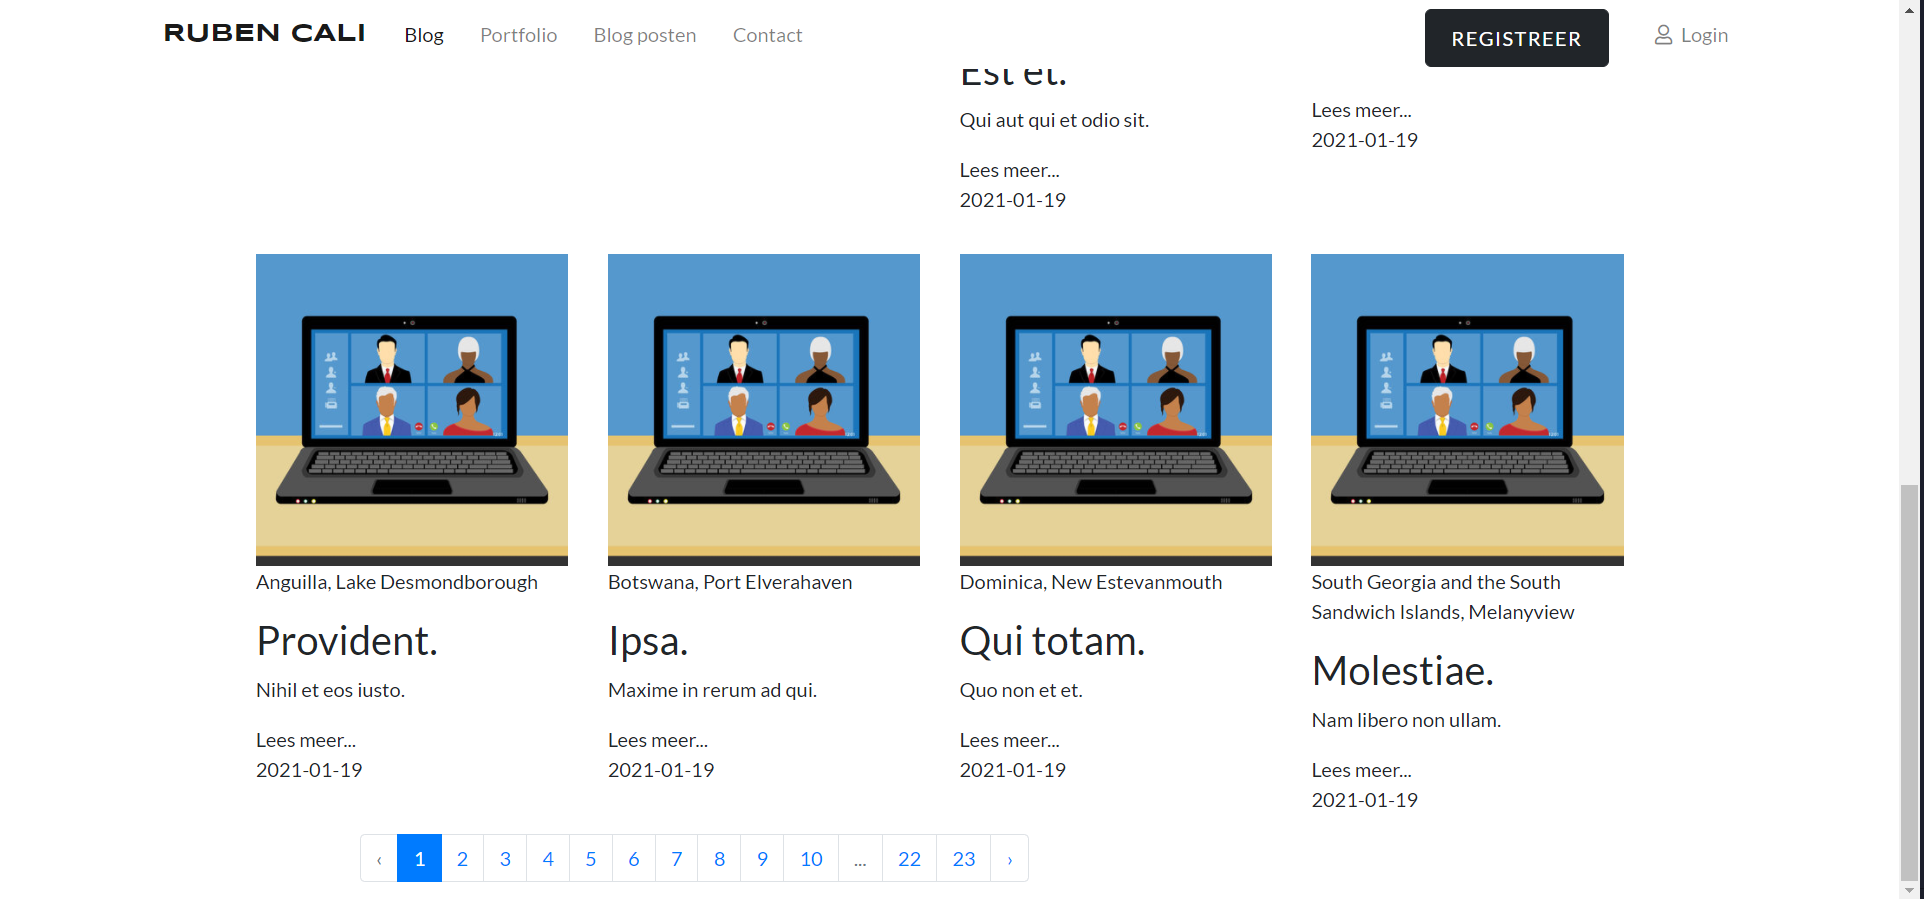 RUBEN CALI Blog Portfolio Blog posten Contact REGISTREER Login
Est et.
Qui aut qui et odio sit.
Lees meer...
2021-01-19
Lees meer...
2021-01-19
Anguilla, Lake Desmondborough
Provident.
Nihil et eos iusto.
Lees meer...
2021-01-19
Botswana, Port Elverahaven
Ipsa.
Maxime in rerum ad qui.
Lees meer...
2021-01-19
Dominica, New Estevanmouth
Qui totam.
Quo non et et.
Lees meer...
2021-01-19
South Georgia and the South
Sandwich Islands, Melanyview
Molestiae.
Nam libero non ullam.
Lees meer...
2021-01-19
‹ 1 2 3 4 5 6 7 8 9 10 ... 22 23 ›